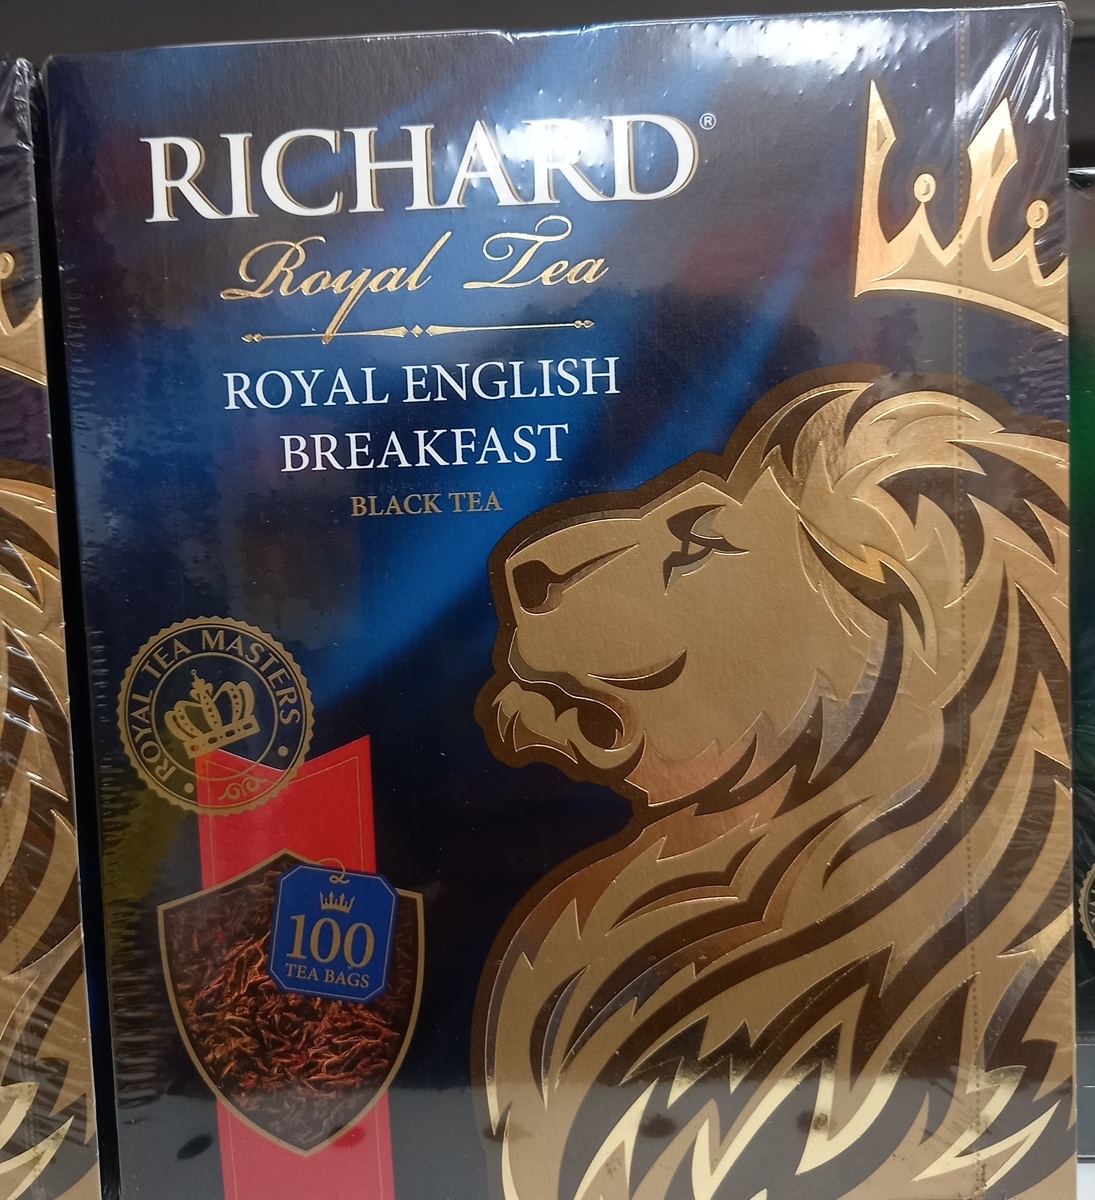 RICHARD®
Royal Tea
ROYAL ENGLISH
BREAKFAST
BLACK TEA
ROYAL TEA MASTERS
100
TEA BAGS